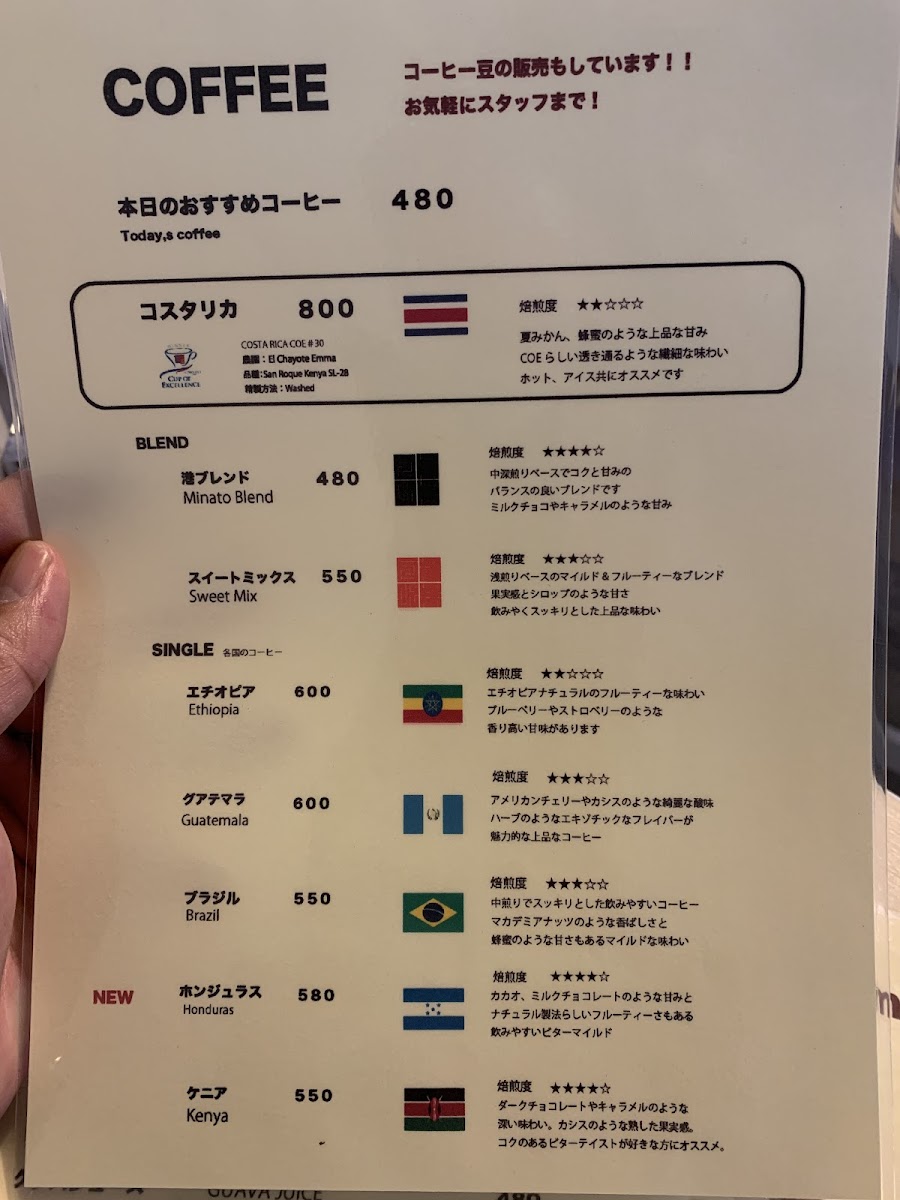 COFFEE
コーヒー豆の販売もしています！！
お気軽にスタッフまで！
本日のおすすめコーヒー 480
Today,s coffee
コスタリカ 800
COSTA RICA COE #30
農園：El Chayote Emma
品種:San Roque Kenya SL-28
精製方法：Washed
CUP OF
EXCELLENCE
焙煎度 ★★☆☆☆
夏みかん、蜂蜜のような上品な甘み
COEらしい透き通るような繊細な味わい
ホット、アイス共にオススメです
BLEND
港ブレンド 480
Minato Blend
焙煎度 ★★★★☆
中深煎りベースでコクと甘みの
バランスの良いブレンドです
ミルクチョコやキャラメルのような甘み
スイートミックス 550
Sweet Mix
焙煎度 ★★★☆☆
浅煎りベースのマイルド＆フルーティーなブレンド
果実感とシロップのような甘さ
飲みやくスッキリとした上品な味わい
SINGLE 各国のコーヒー
エチオピア 600
Ethiopia
焙煎度 ★★☆☆☆
エチオピアナチュラルのフルーティーな味わい
ブルーベリーやストロベリーのような
香り高い甘味があります
グアテマラ 600
Guatemala
焙煎度 ★★★☆☆
アメリカンチェリーやカシスのような綺麗な酸味
ハーブのようなエキゾチックなフレイバーが
魅力的な上品なコーヒー
ブラジル 550
Brazil
焙煎度 ★★★☆☆
中煎りでスッキリとした飲みやすいコーヒー
マカデミアナッツのような香ばしさと
蜂蜜のような甘さもあるマイルドな味わい
NEW
ホンジュラス 580
Honduras
焙煎度 ★★★★☆
カカオ、ミルクチョコレートのような甘みと
ナチュラル製法らしいフルーティーさもある
飲みやすいビターマイルド
ケニア 550
Kenya
焙煎度 ★★★★☆
ダークチョコレートやキャラメルのような
深い味わい。カシスのような熟した果実感。
コクのあるビターテイストが好きな方にオススメ。
GUAVA JUICE 480